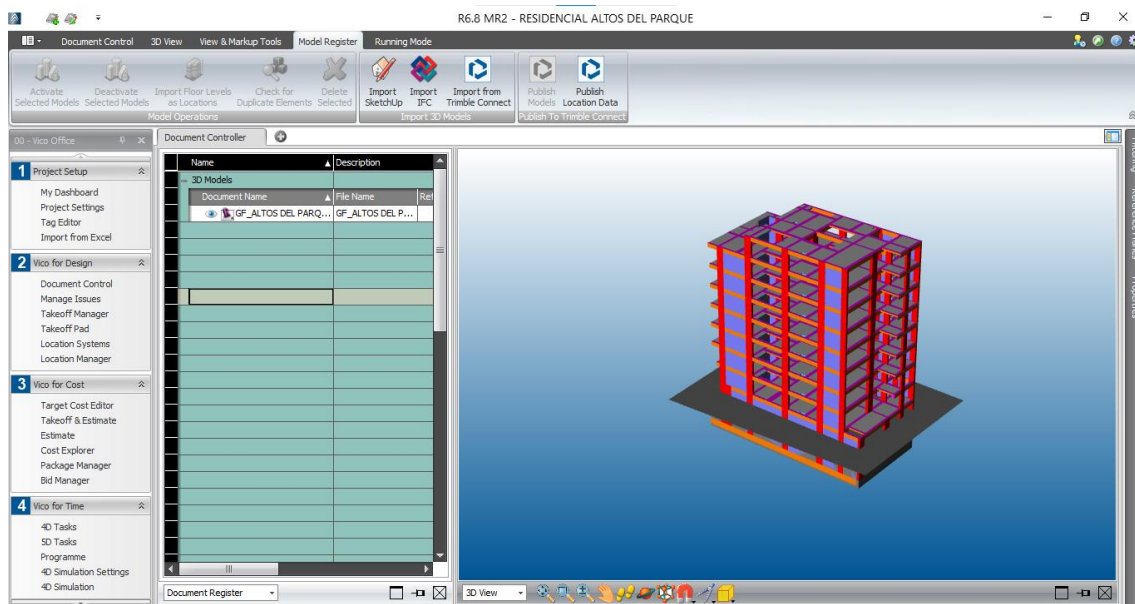 R6.8 MR2 - RESIDENCIAL ALTOS DEL PARQUE
Document Control 3D View View & Markup Tools Model Register Running Mode
Activate Selected Models
Deactivate Selected Models
Import Floor Levels as Locations
Check for Duplicate Elements
Delete Selected
Import SketchUp
Import IFC
Import from Trimble Connect
Publish Models
Publish Location Data
Model Operations
Import 3D Models
Publish To Trimble Connect
00 - Vico Office
1 Project Setup
My Dashboard
Project Settings
Tag Editor
Import from Excel
2 Vico for Design
Document Control
Manage Issues
Takeoff Manager
Takeoff Pad
Location Systems
Location Manager
3 Vico for Cost
Target Cost Editor
Takeoff & Estimate
Estimate
Cost Explorer
Package Manager
Bid Manager
4 Vico for Time
4D Tasks
5D Tasks
Programme
4D Simulation Settings
4D Simulation
Document Controller
Name Description
3D Models
Document Name File Name Ref
GF_ALTOS DEL PARQ... GF_ALTOS DEL P...
Document Register
3D View
Reference Planes
Properties